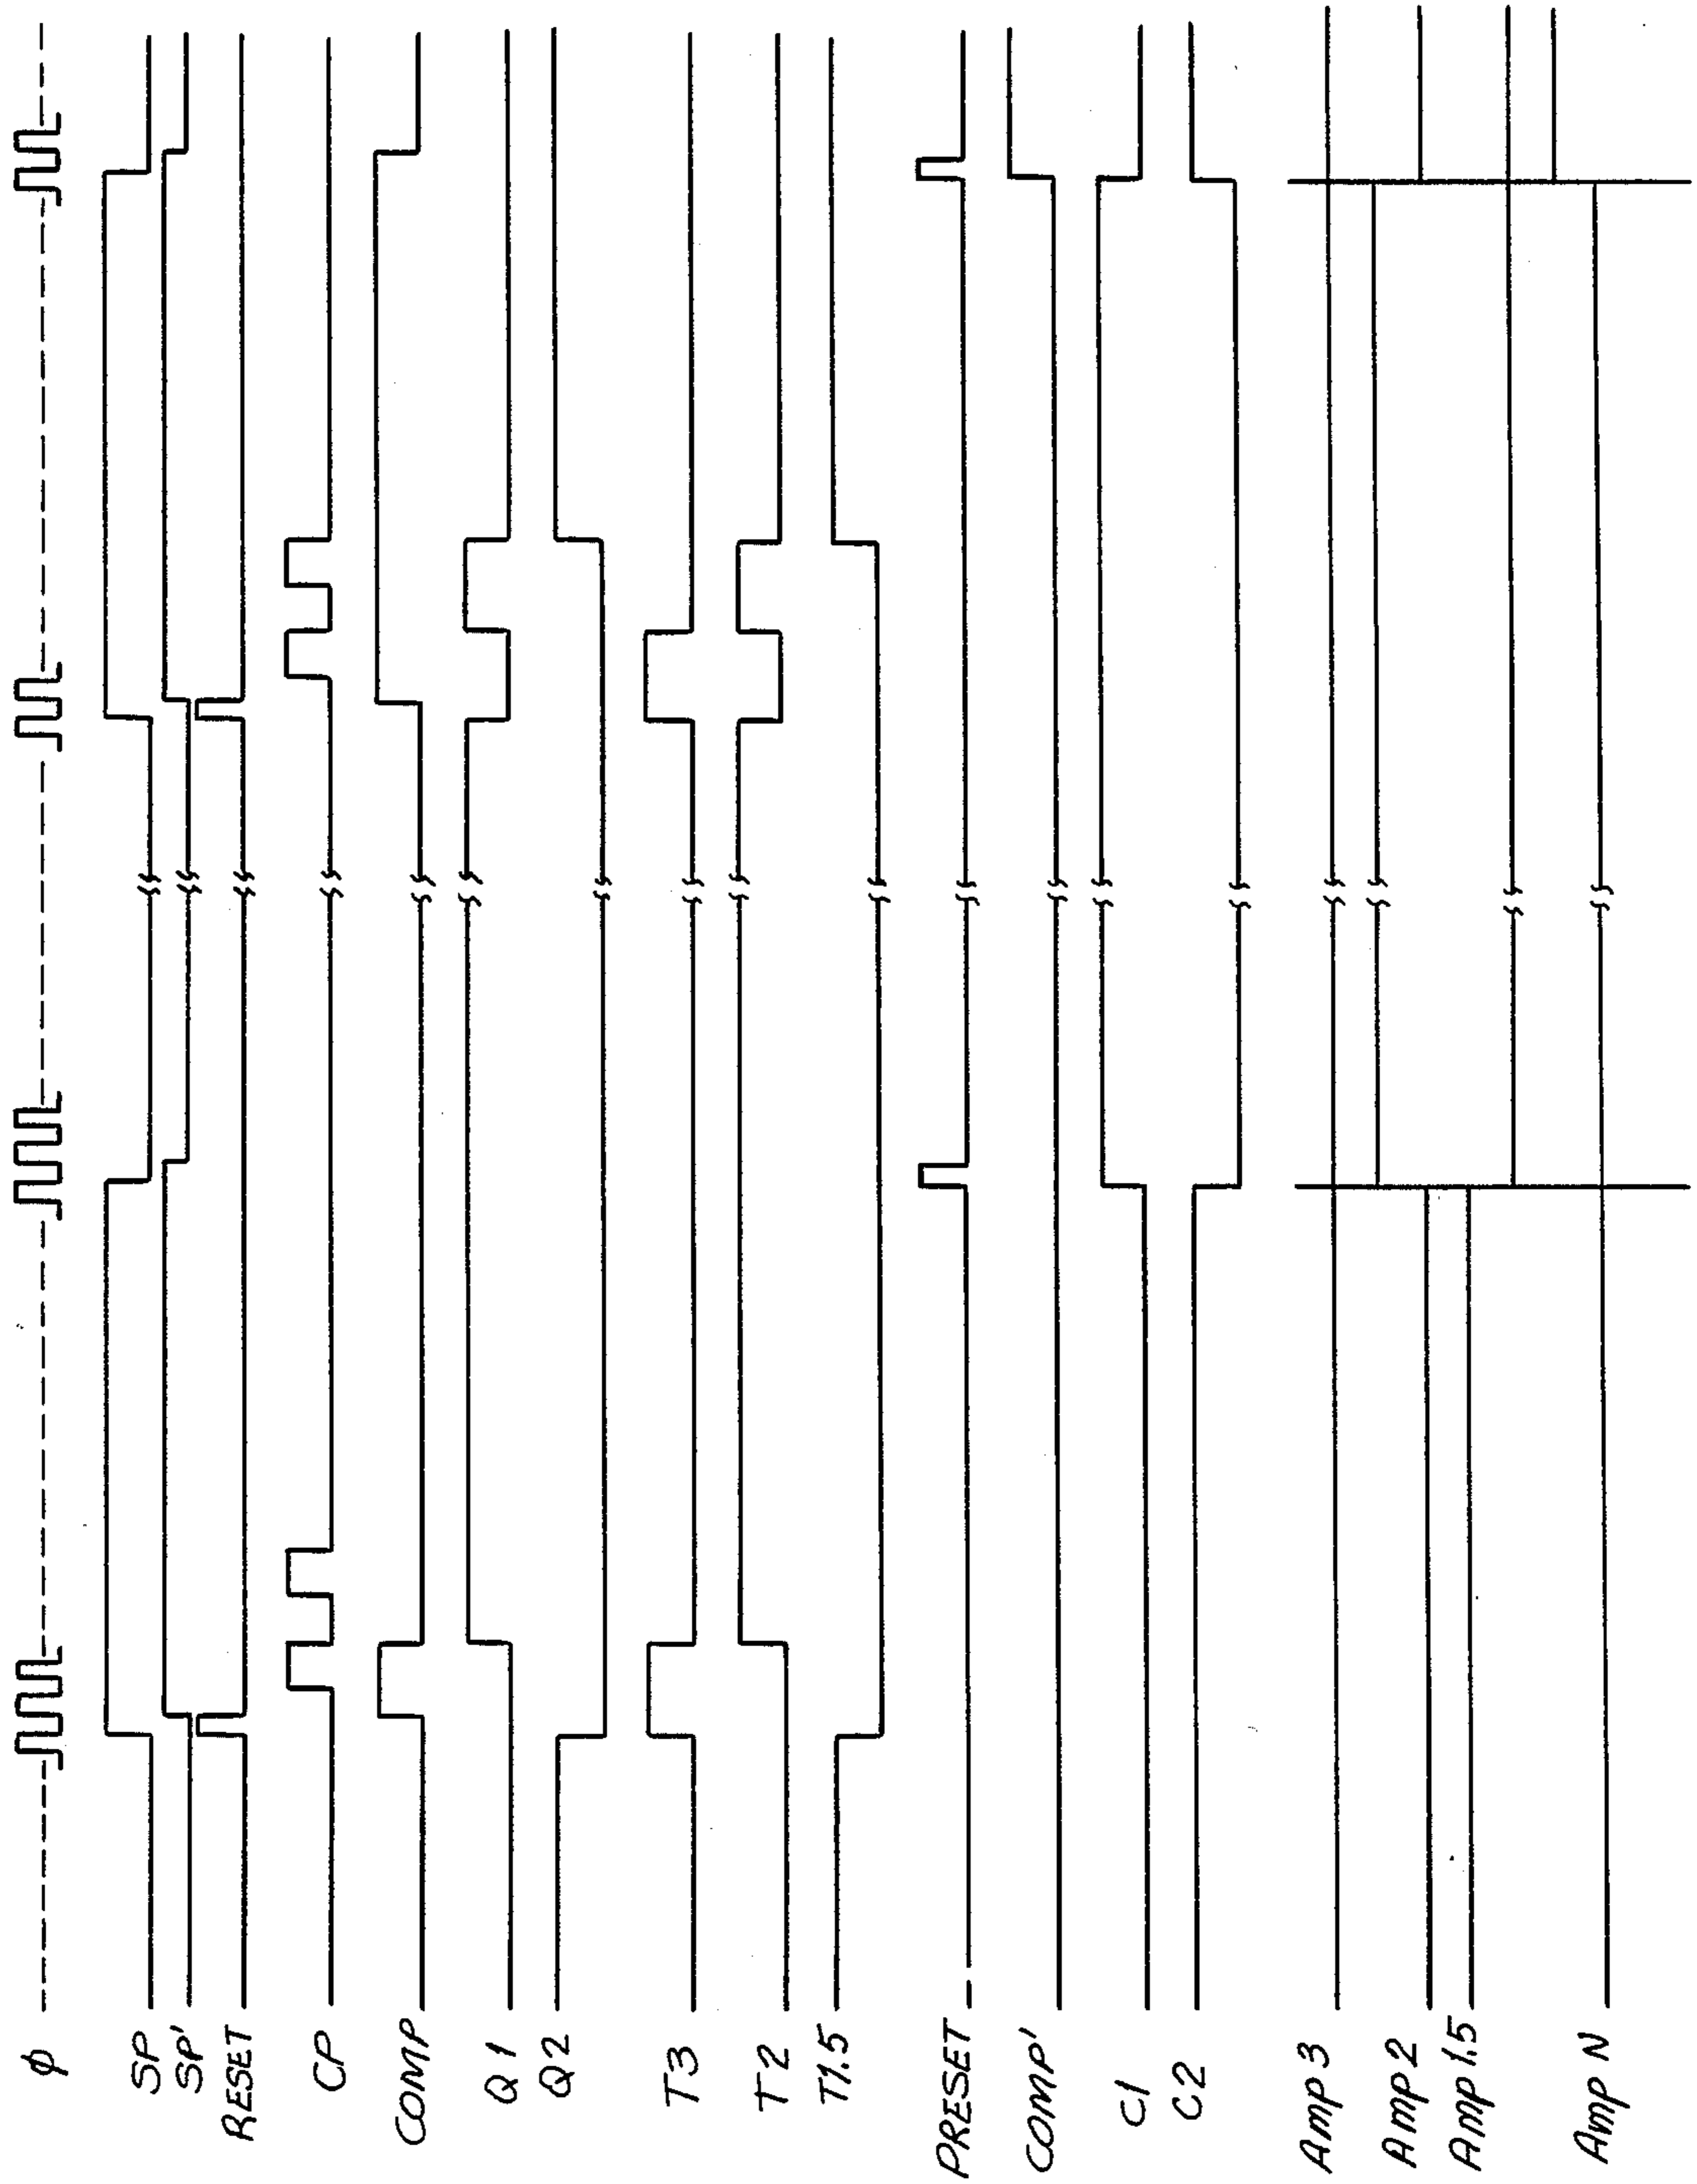 ϕ
SP
SP'
RESET
CP
COMP
Q1
Q2
T3
T2
T1.5
PRESET
COMP'
C1
C2
Amp 3
Amp 2
Amp 1.5
Amp N